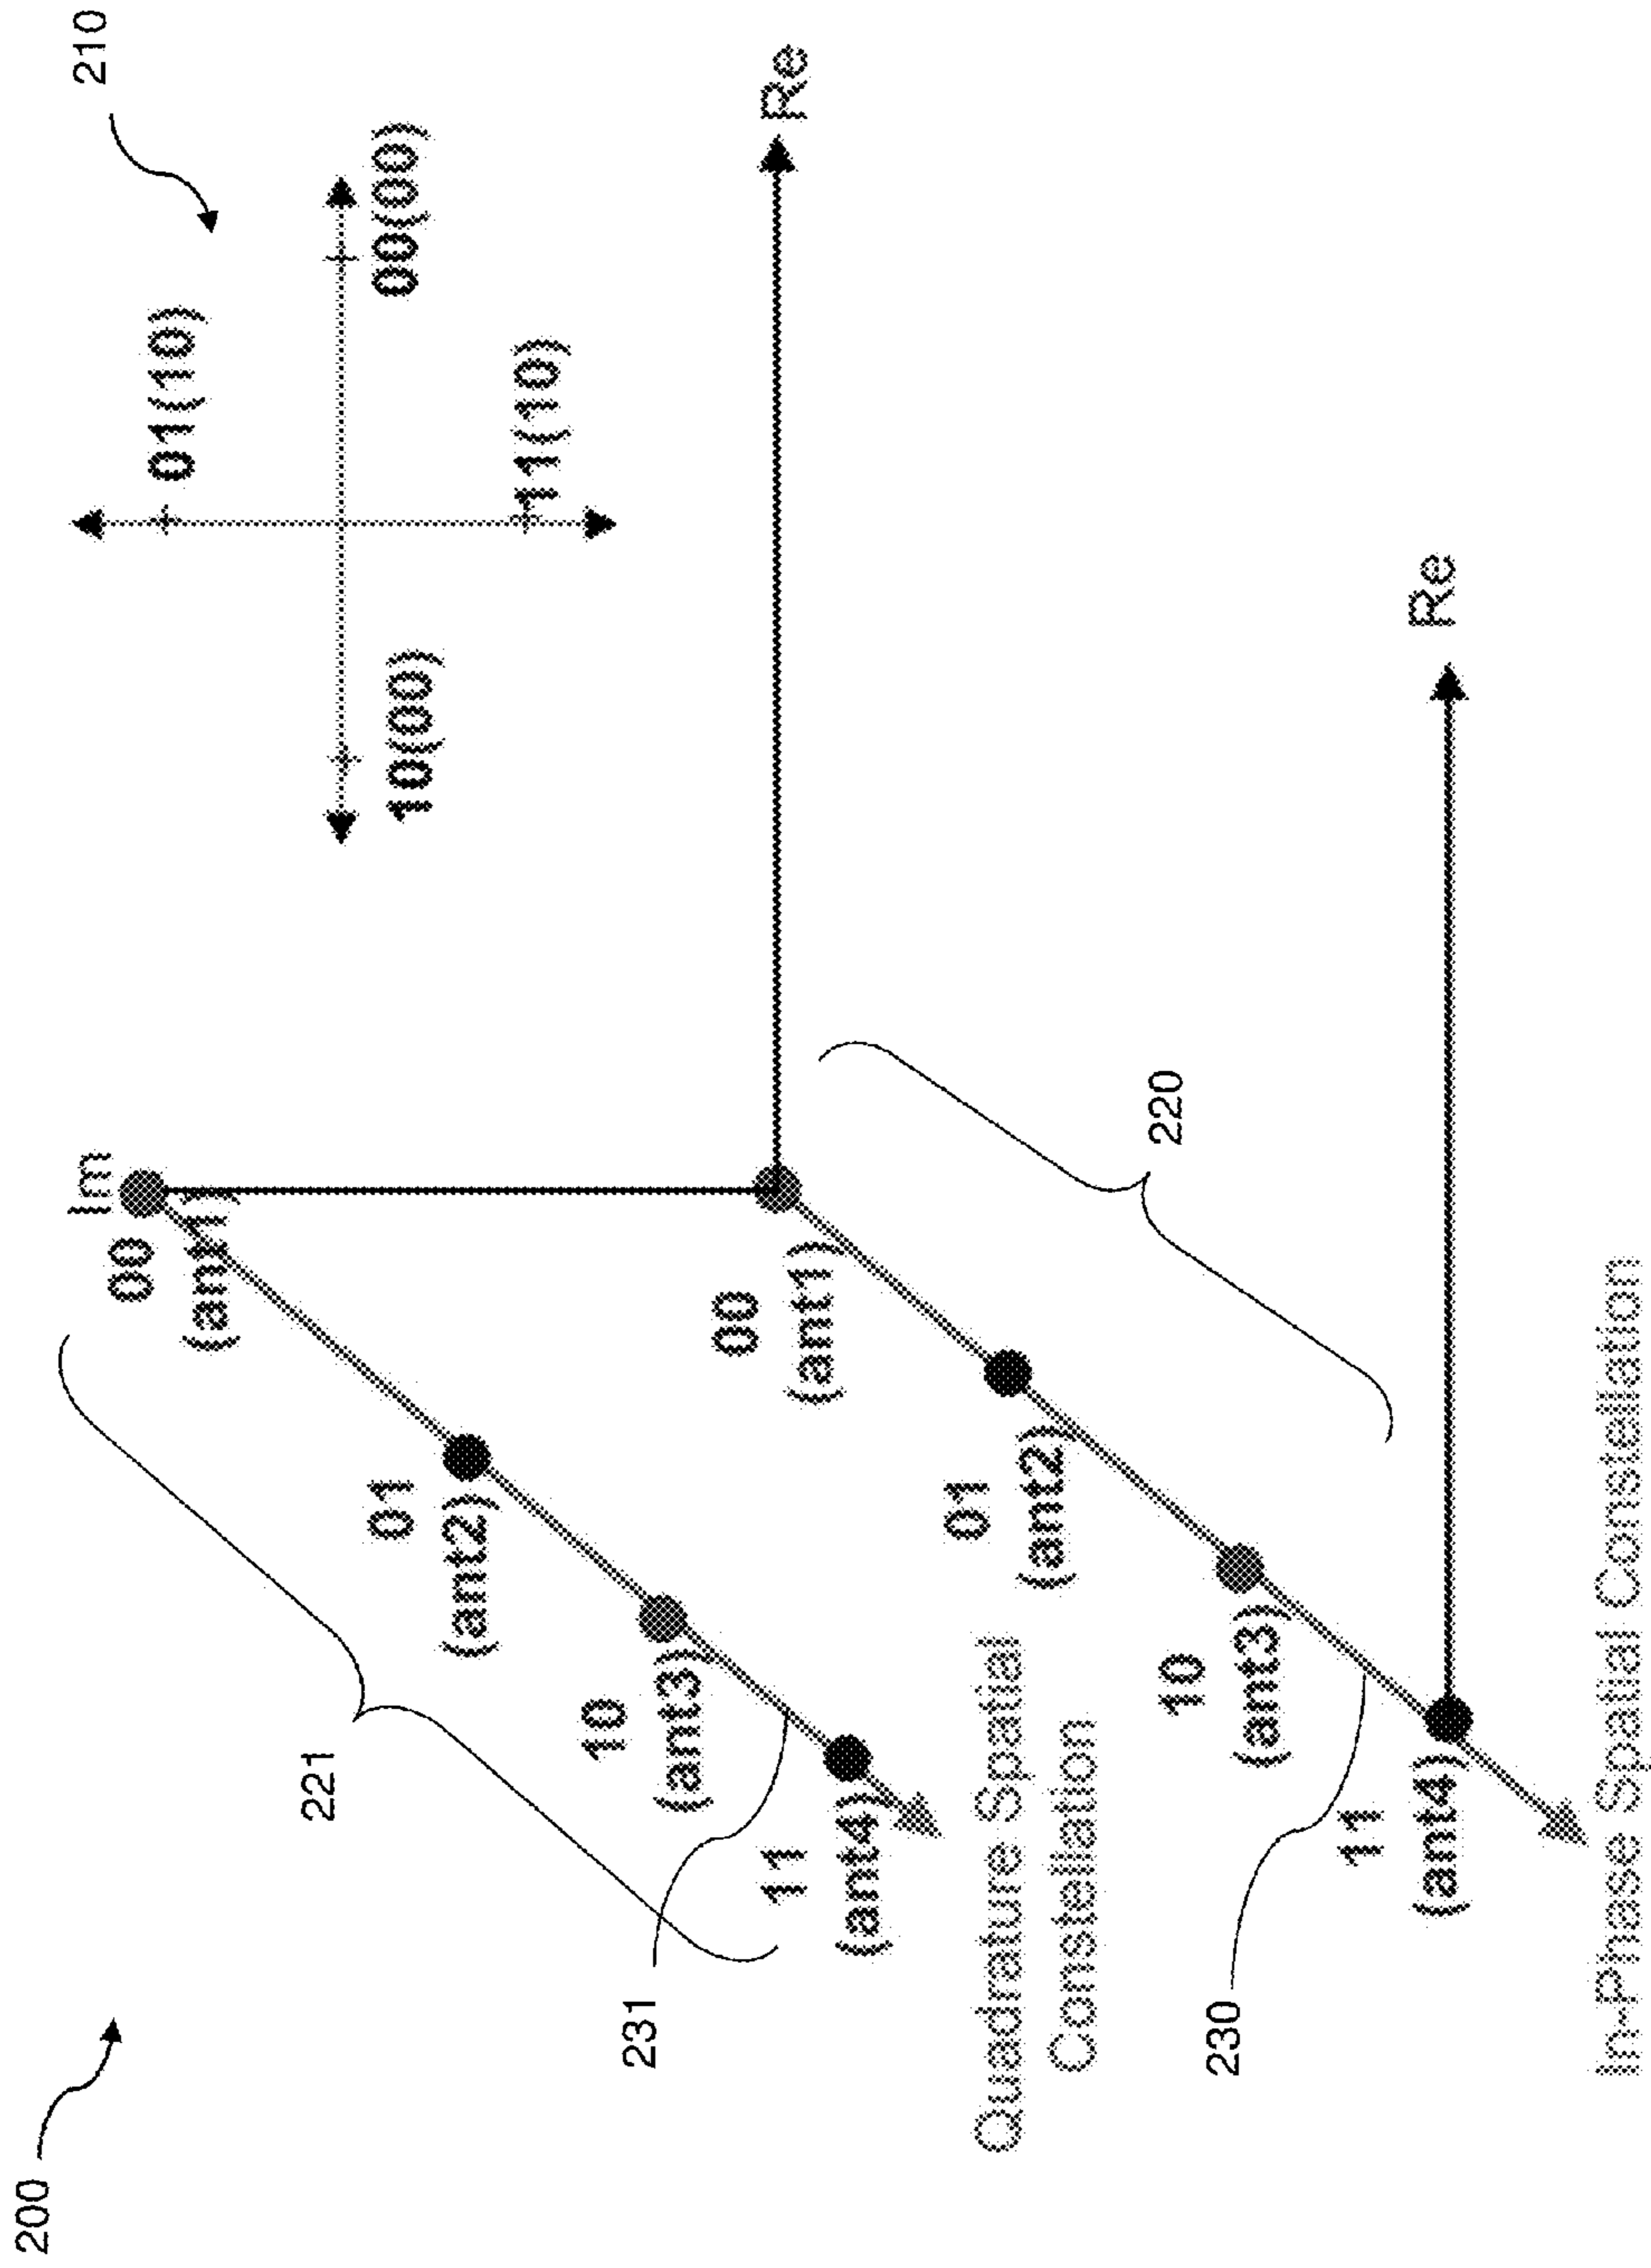 200
210
Im
00
(ant1)
01(10)
221
01
(ant2)
10(00)
00(00)
11(10)
10
(ant3)
231
11
(ant4)
00
(ant1)
Re
01
(ant2)
Quadrature Spatial
Constellation
220
10
(ant3)
230
11
(ant4)
Re
In-Phase Spatial Constellation